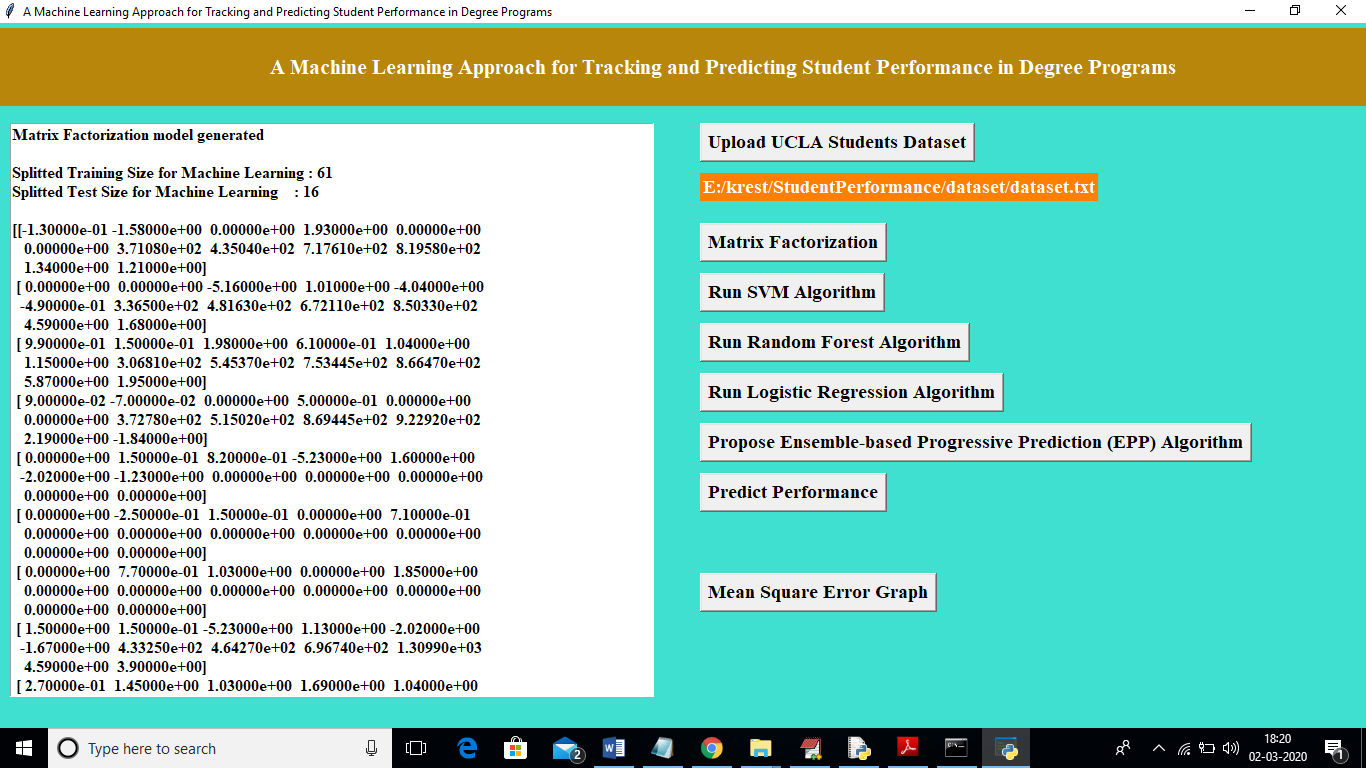 A Machine Learning Approach for Tracking and Predicting Student Performance in Degree Programs
A Machine Learning Approach for Tracking and Predicting Student Performance in Degree Programs
Matrix Factorization model generated
Splitted Training Size for Machine Learning : 61
Splitted Test Size for Machine Learning : 16
[[-1.30000e-01 -1.58000e+00 0.00000e+00 1.93000e+00 0.00000e+00
0.00000e+00 3.71080e+02 4.35040e+02 7.17610e+02 8.19580e+02
1.34000e+00 1.21000e+00]
[ 0.00000e+00 0.00000e+00 -5.16000e+00 1.01000e+00 -4.04000e+00
-4.90000e-01 3.36500e+02 4.81630e+02 6.72110e+02 8.50330e+02
4.59000e+00 1.68000e+00]
[ 9.90000e-01 1.50000e-01 1.98000e+00 6.10000e-01 1.04000e+00
1.15000e+00 3.06810e+02 5.45370e+02 7.53445e+02 8.66470e+02
5.87000e+00 1.95000e+00]
[ 9.00000e-02 -7.00000e-02 0.00000e+00 5.00000e-01 0.00000e+00
0.00000e+00 3.72780e+02 5.15020e+02 8.69445e+02 9.22920e+02
2.19000e+00 -1.84000e+00]
[ 0.00000e+00 1.50000e-01 8.20000e-01 -5.23000e+00 1.60000e+00
-2.02000e+00 -1.23000e+00 0.00000e+00 0.00000e+00 0.00000e+00
0.00000e+00 0.00000e+00]
[ 0.00000e+00 -2.50000e-01 1.50000e-01 0.00000e+00 7.10000e-01
0.00000e+00 0.00000e+00 0.00000e+00 0.00000e+00 0.00000e+00
0.00000e+00 0.00000e+00]
[ 0.00000e+00 7.70000e-01 1.03000e+00 0.00000e+00 1.85000e+00
0.00000e+00 0.00000e+00 0.00000e+00 0.00000e+00 0.00000e+00
0.00000e+00 0.00000e+00]
[ 1.50000e+00 1.50000e-01 -5.23000e+00 1.13000e+00 -2.02000e+00
-1.67000e+00 4.33250e+02 4.64270e+02 6.96740e+02 1.30990e+03
4.59000e+00 3.90000e+00]
[ 2.70000e-01 1.45000e+00 1.03000e+00 1.69000e+00 1.04000e+00
Upload UCLA Students Dataset
E:/krest/StudentPerformance/dataset/dataset.txt
Matrix Factorization
Run SVM Algorithm
Run Random Forest Algorithm
Run Logistic Regression Algorithm
Propose Ensemble-based Progressive Prediction (EPP) Algorithm
Predict Performance
Mean Square Error Graph
Type here to search
2
18:20
02-03-2020
1